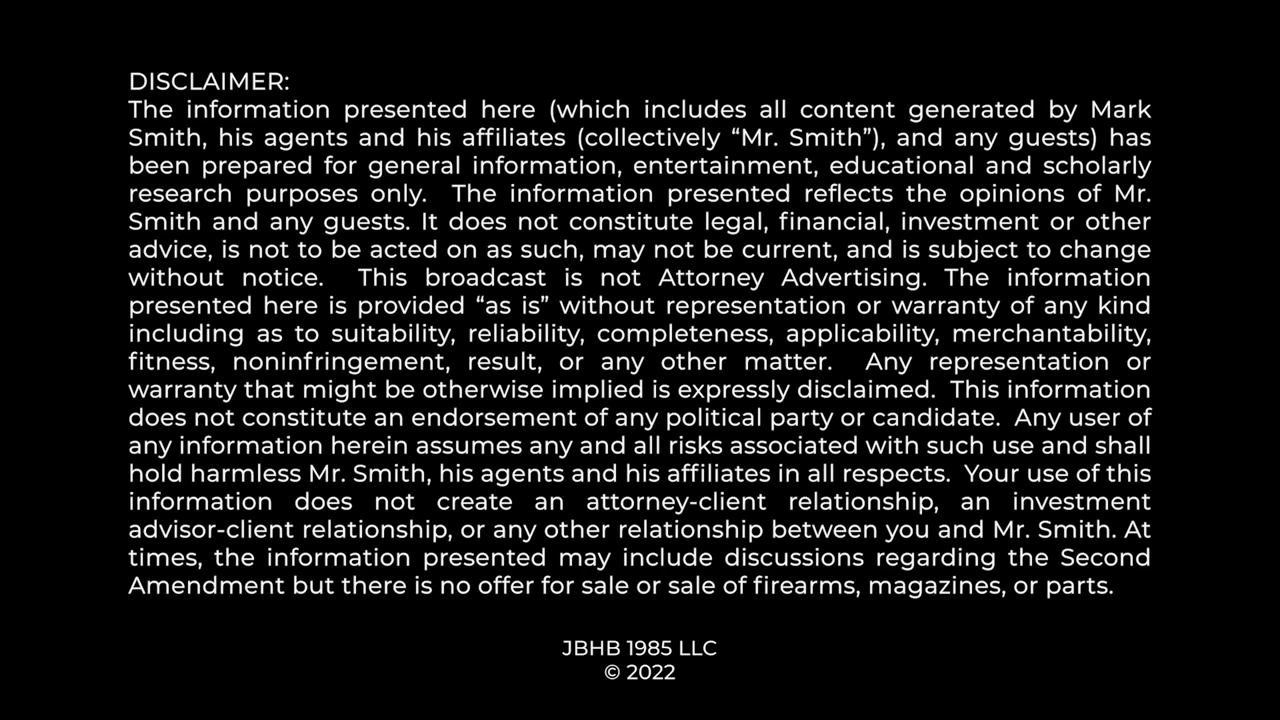 DISCLAIMER:
The information presented here (which includes all content generated by Mark
Smith, his agents and his affiliates (collectively “Mr. Smith”), and any guests) has
been prepared for general information, entertainment, educational and scholarly
research purposes only.  The information presented reflects the opinions of Mr.
Smith and any guests. It does not constitute legal, financial, investment or other
advice, is not to be acted on as such, may not be current, and is subject to change
without notice.  This broadcast is not Attorney Advertising. The information
presented here is provided “as is” without representation or warranty of any kind
including as to suitability, reliability, completeness, applicability, merchantability,
fitness, noninfringement, result, or any other matter.  Any representation or
warranty that might be otherwise implied is expressly disclaimed.  This information
does not constitute an endorsement of any political party or candidate.  Any user of
any information herein assumes any and all risks associated with such use and shall
hold harmless Mr. Smith, his agents and his affiliates in all respects.  Your use of this
information does not create an attorney-client relationship, an investment
advisor-client relationship, or any other relationship between you and Mr. Smith. At
times, the information presented may include discussions regarding the Second
Amendment but there is no offer for sale or sale of firearms, magazines, or parts.
JBHB 1985 LLC
© 2022